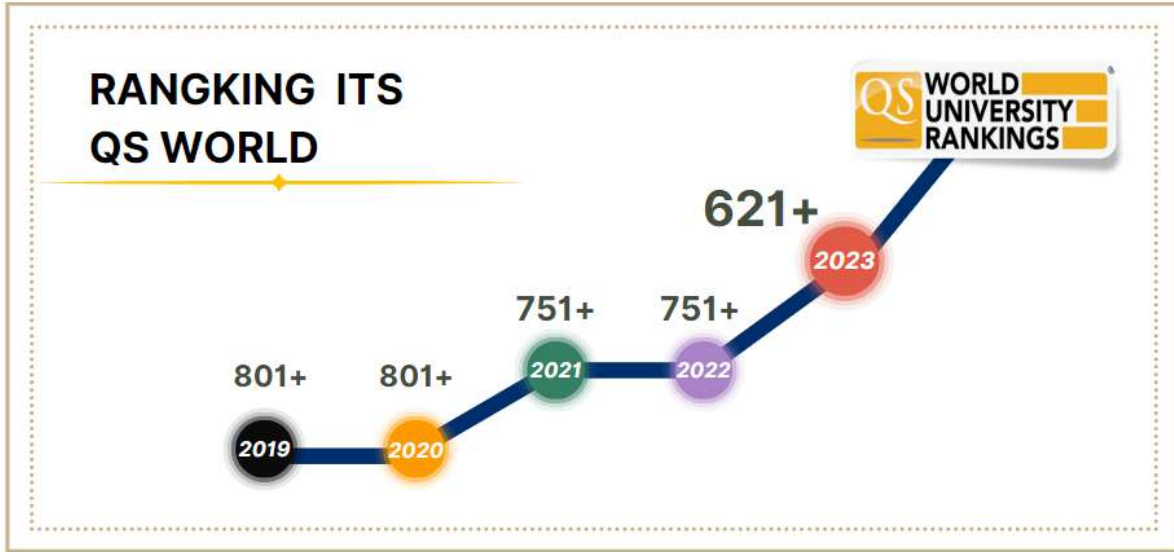 RANGKING ITS
QS WORLD
QS
WORLD
UNIVERSITY
RANKINGS
®
621+
2023
751+
751+
2021
2022
801+
801+
2019
2020